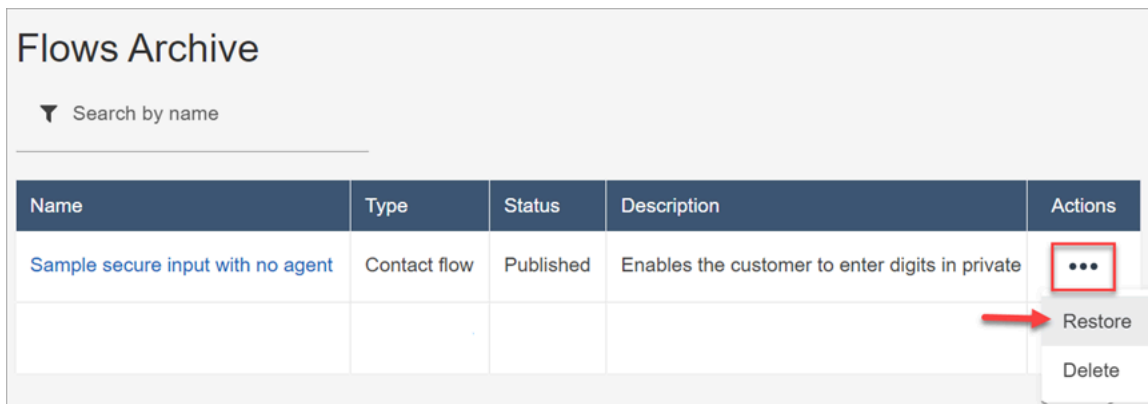 Flows Archive
Search by name
Name Type Status Description Actions
Sample secure input with no agent Contact flow Published Enables the customer to enter digits in private •••
Restore
Delete